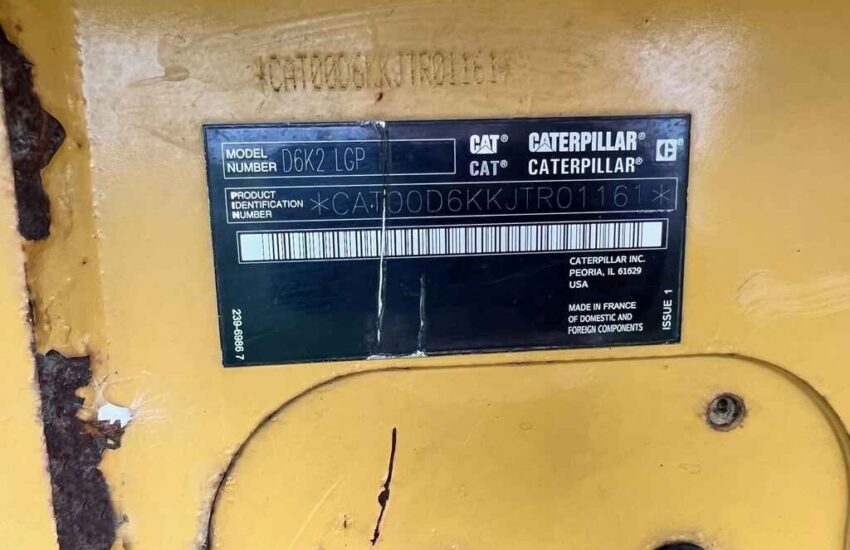 *CAT00D6KKJTR01161*
MODEL NUMBER D6K2 LGP
CAT® CATERPILLAR®
CAT® CATERPILLAR®
PRODUCT IDENTIFICATION NUMBER *CAT00D6KKJTR01161*
CATERPILLAR INC.
PEORIA, IL 61629
USA
MADE IN FRANCE
OF DOMESTIC AND
FOREIGN COMPONENTS
239-6986 7
ISSUE 1